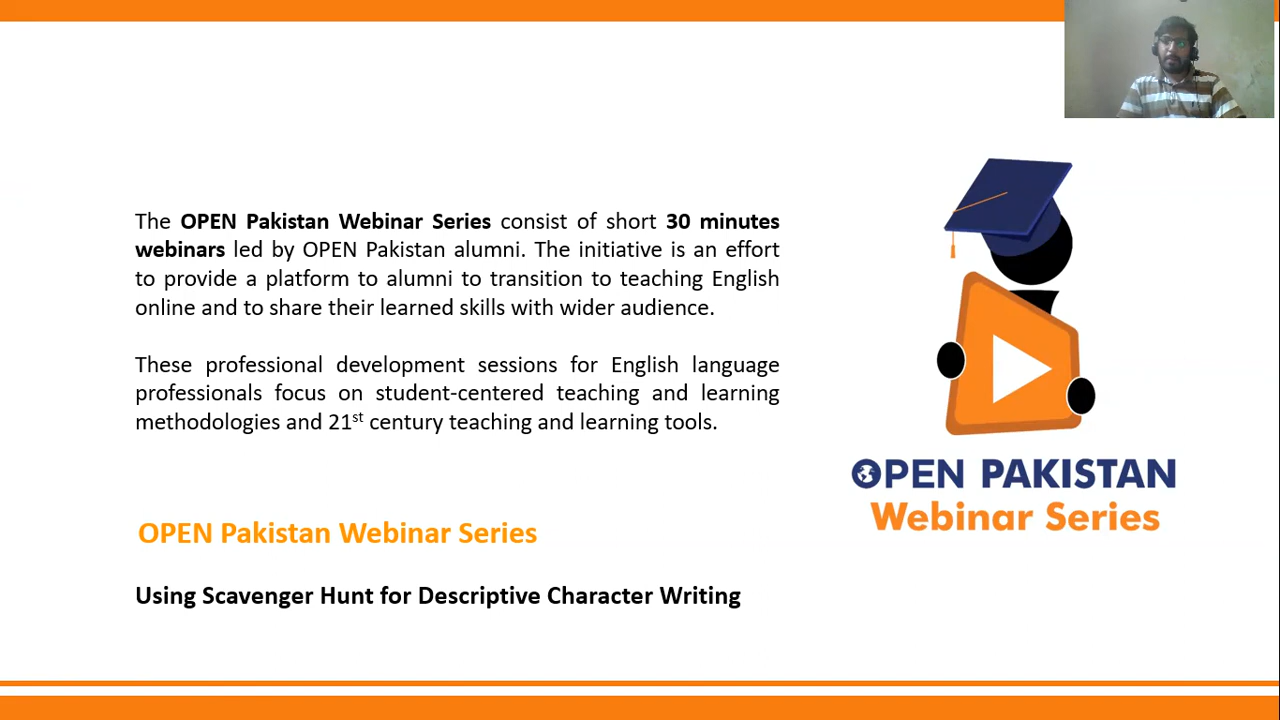 The OPEN Pakistan Webinar Series consist of short 30 minutes
webinars led by OPEN Pakistan alumni. The initiative is an effort
to provide a platform to alumni to transition to teaching English
online and to share their learned skills with wider audience.
These professional development sessions for English language
professionals focus on student-centered teaching and learning
methodologies and 21st century teaching and learning tools.
OPEN PAKISTAN
Webinar Series
OPEN Pakistan Webinar Series
Using Scavenger Hunt for Descriptive Character Writing